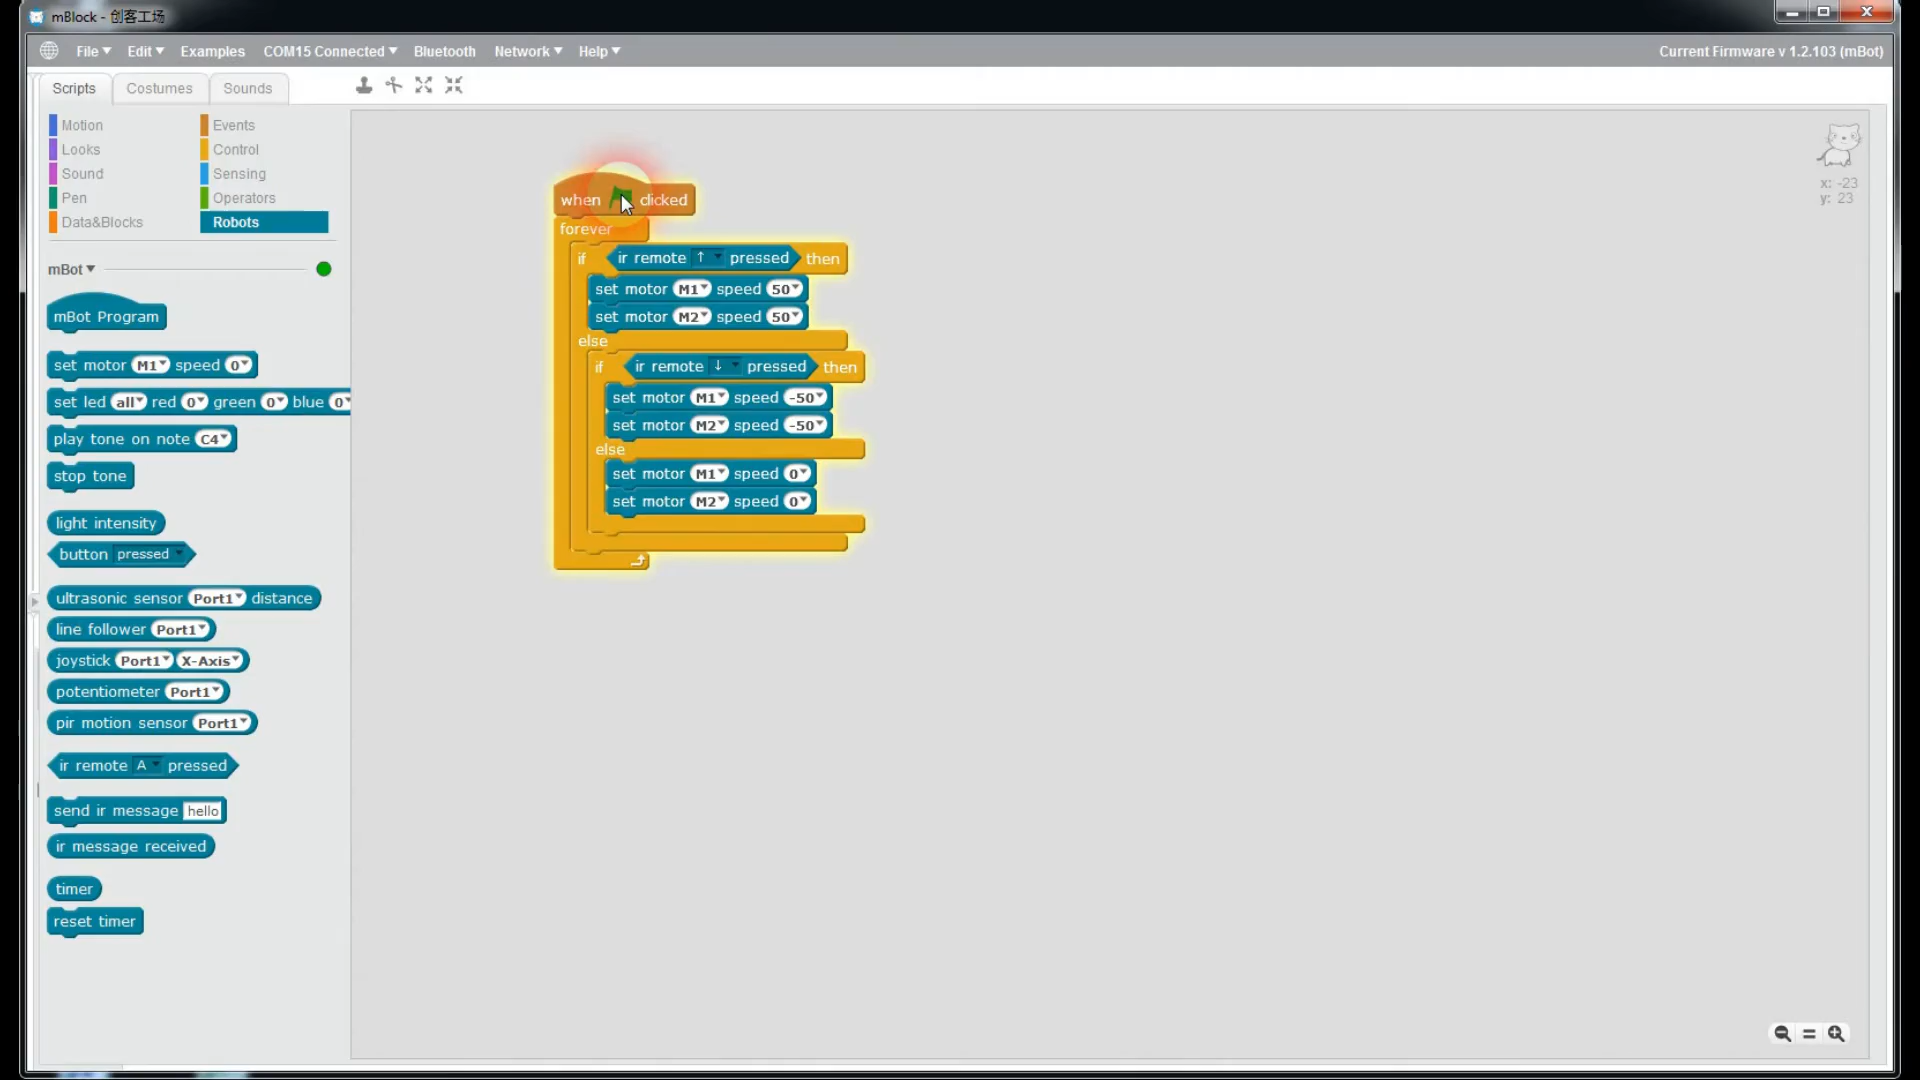 mBlock - 创客工场
File Edit Examples COM15 Connected Bluetooth Network Help Current Firmware v 1.2.103 (mBot)
Scripts Costumes Sounds
Motion Events
Looks Control
Sound Sensing
Pen Operators
Data&Blocks Robots
mBot
mBot Program
set motor M1 speed 0
set led all red 0 green 0 blue 0
play tone on note C4
stop tone
light intensity
button pressed
ultrasonic sensor Port1 distance
line follower Port1
joystick Port1 X-Axis
potentiometer Port1
pir motion sensor Port1
ir remote A pressed
send ir message hello
ir message received
timer
reset timer
when clicked
forever
if ir remote ↑ pressed then
set motor M1 speed 50
set motor M2 speed 50
else
if ir remote ↓ pressed then
set motor M1 speed -50
set motor M2 speed -50
else
set motor M1 speed 0
set motor M2 speed 0
x: -23
y: 23